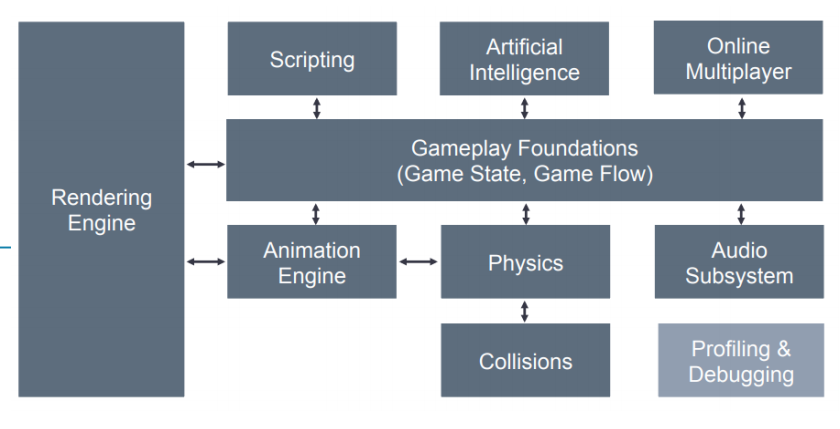 Scripting
Artificial
Intelligence
Online
Multiplayer
Gameplay Foundations
(Game State, Game Flow)
Rendering
Engine
Animation
Engine
Physics
Audio
Subsystem
Collisions
Profiling &
Debugging